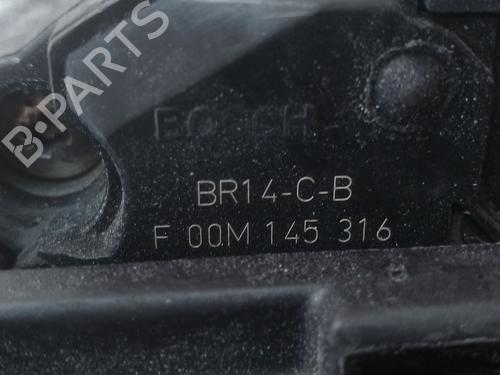 B-PARTS
BOSCH
BR14-C-B
F 00M 145 316